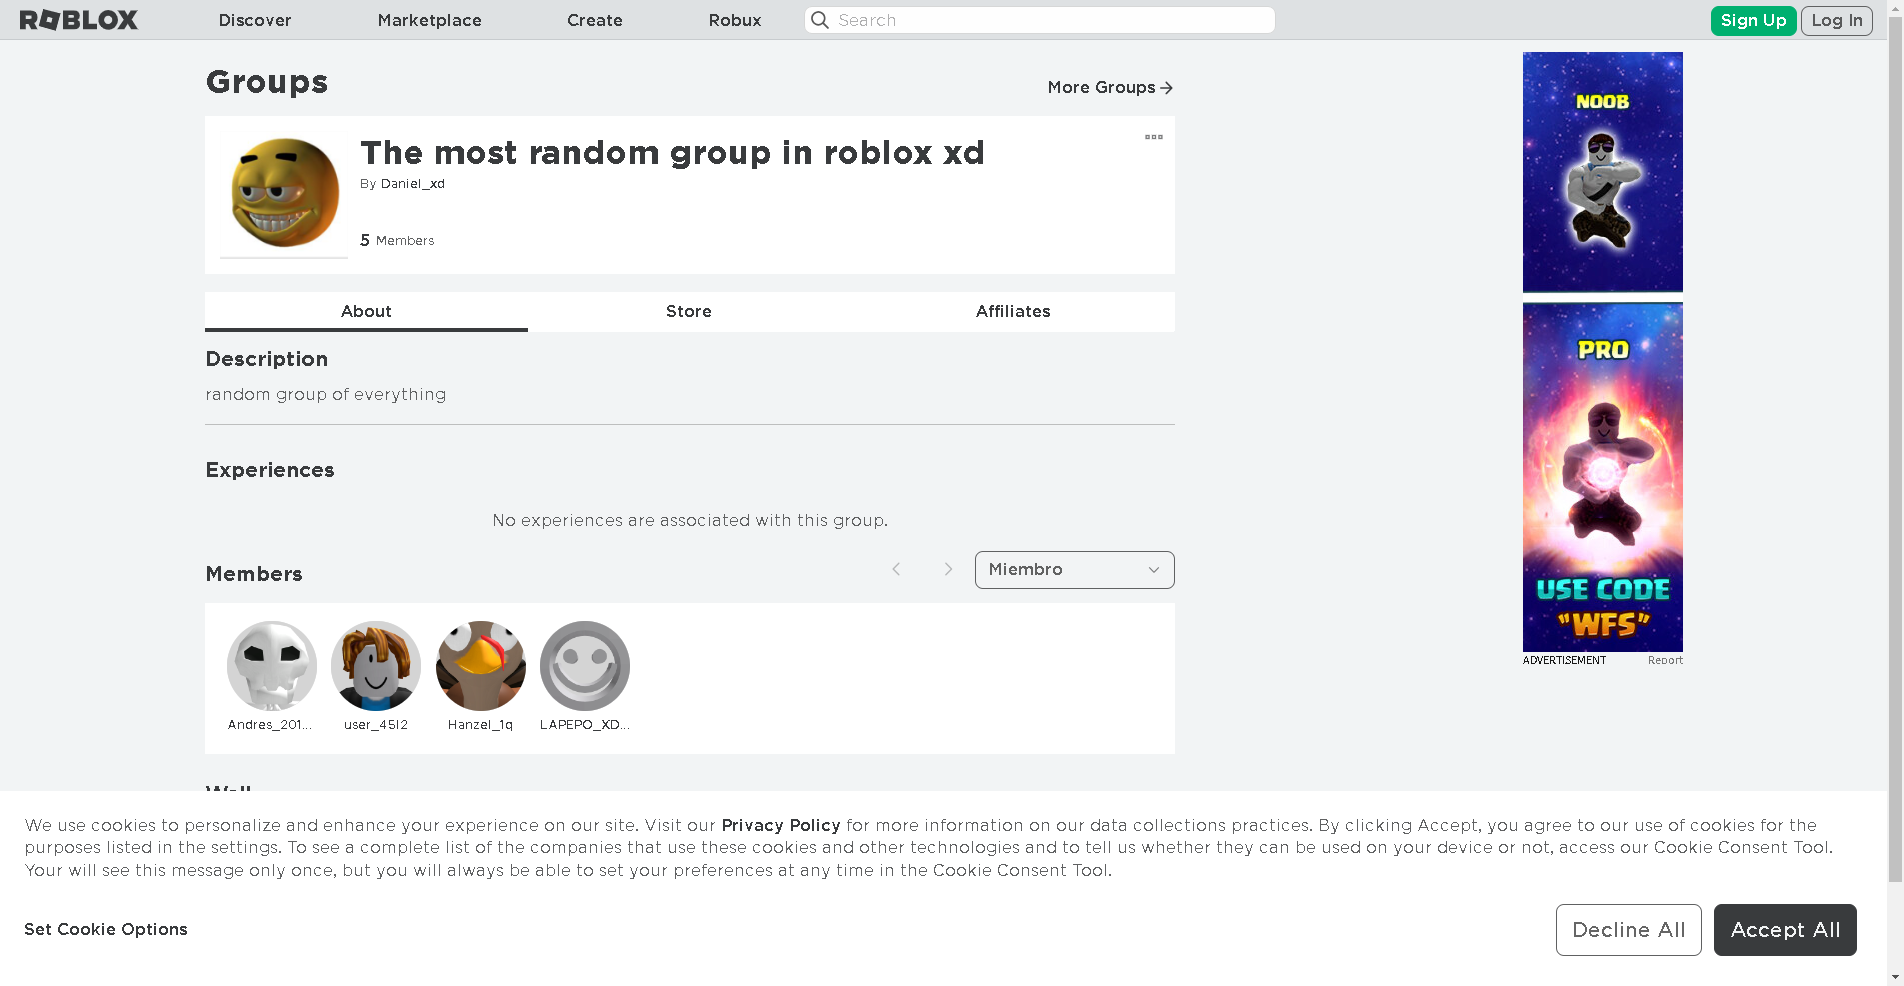 ROBLOX Discover Marketplace Create Robux Search Sign Up Log In
Groups
More Groups
The most random group in roblox xd
By Daniel_xd
5 Members
About Store Affiliates
Description
random group of everything
Experiences
No experiences are associated with this group.
Members
Miembro
Andres_201... user_45l2 Hanzel_1q LAPEPO_XD...
Wall
NOOB
PRO
USE CODE
"WFS"
ADVERTISEMENT Report
We use cookies to personalize and enhance your experience on our site. Visit our Privacy Policy for more information on our data collections practices. By clicking Accept, you agree to our use of cookies for the
purposes listed in the settings. To see a complete list of the companies that use these cookies and other technologies and to tell us whether they can be used on your device or not, access our Cookie Consent Tool.
Your will see this message only once, but you will always be able to set your preferences at any time in the Cookie Consent Tool.
Set Cookie Options
Decline All Accept All